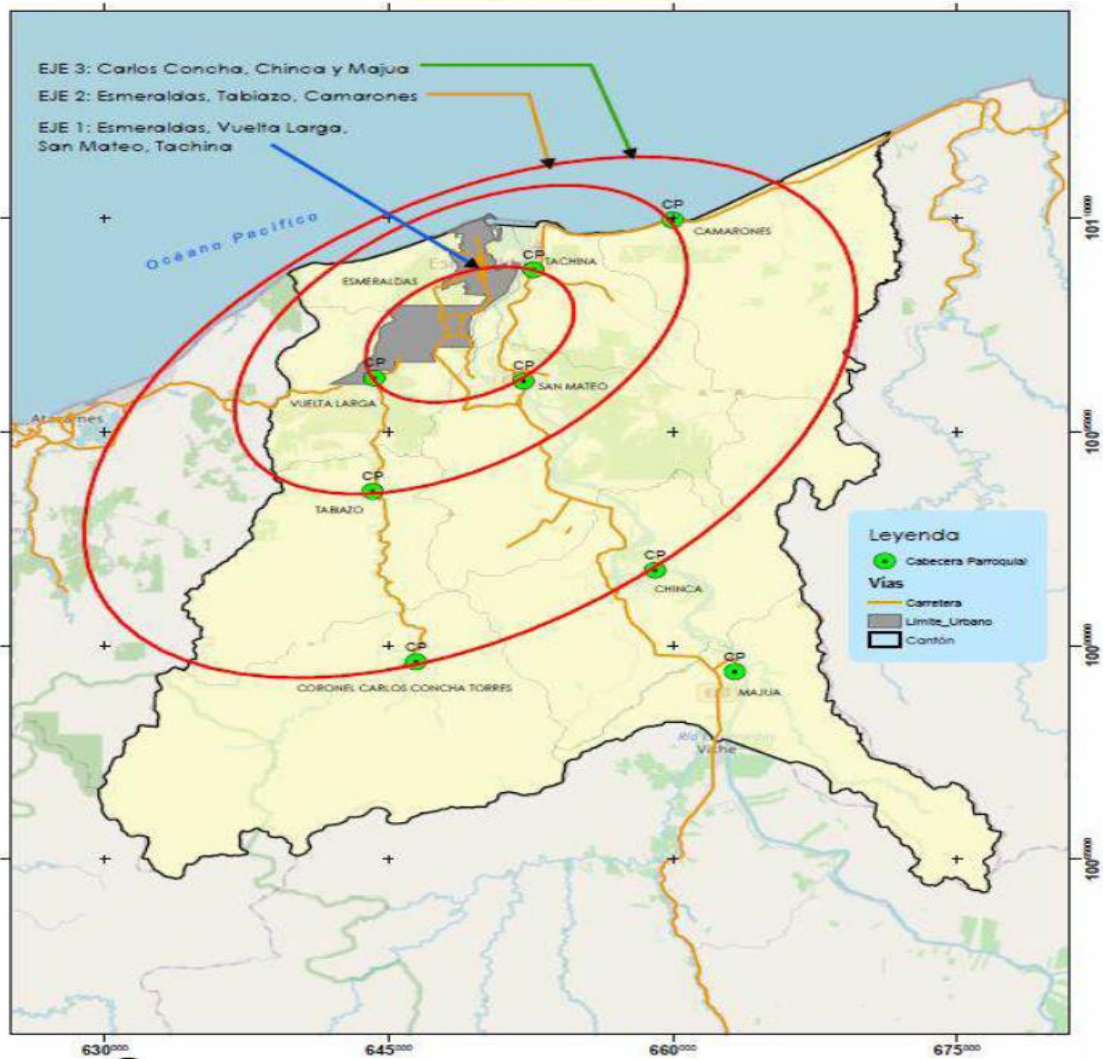 EJE 3: Carlos Concha, Chinca y Majua
EJE 2: Esmeraldas, Tabiazo, Camarones
EJE 1: Esmeraldas, Vuelta Larga,
San Mateo, Tachina
Océano Pacífico
CP
CAMARONES
CP
TACHINA
ESMERALDAS
CP
VUELTA LARGA
CP
SAN MATEO
Atacames
CP
TABIAZO
CP
CHINCA
CP
CORONEL CARLOS CONCHA TORRES
CP
MAJUA
Viche
Leyenda
Cabecera Parroquial
Vías
Carretera
Limite_Urbano
Cantón
630000
645000
660000
675000